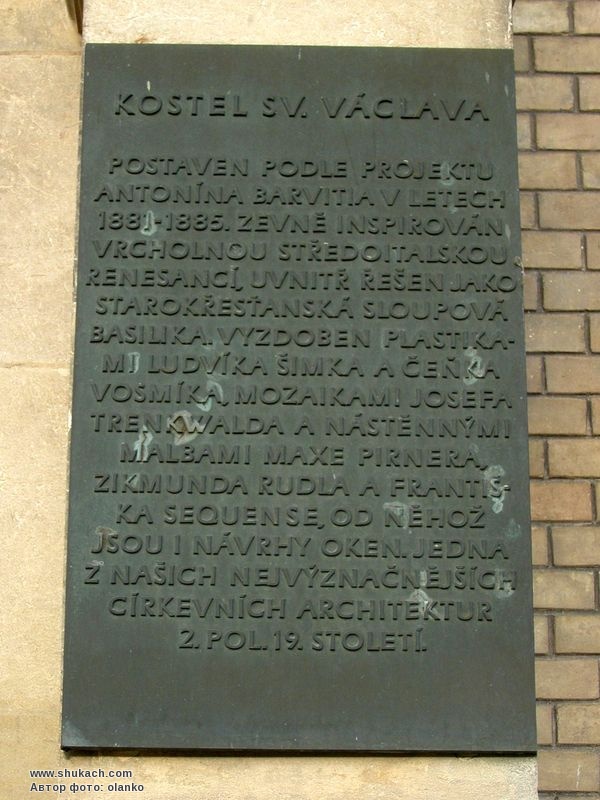 KOSTEL SV. VÁCLAVA
POSTAVEN PODLE PROJEKTU
ANTONÍNA BARVITIA V LETECH
1881-1885. ZEVNĚ INSPIROVÁN
VRCHOLNOU STŘEDOITALSKOU
RENESANCÍ, UVNITŘ ŘEŠEN JAKO
STAROKŘESŤANSKÁ SLOUPOVÁ
BASILIKA. VYZDOBEN PLASTIKA-
MI LUDVÍKA ŠIMKA A ČEŇKA
VOSMÍKA, MOZAIKAMI JOSEFA
TRENKWALDA A NÁSTĚNNÝMI
MALBAMI MAXE PIRNERA,
ZIKMUNDA RUDLA A FRANTIŠ-
KA SEQUENSE, OD NĚHOŽ
JSOU I NÁVRHY OKEN. JEDNA
Z NAŠICH NEJVÝZNAČNĚJŠÍCH
CÍRKEVNÍCH ARCHITEKTUR
2. POL. 19. STOLETÍ.
www.shukach.com
Автор фото: olanko